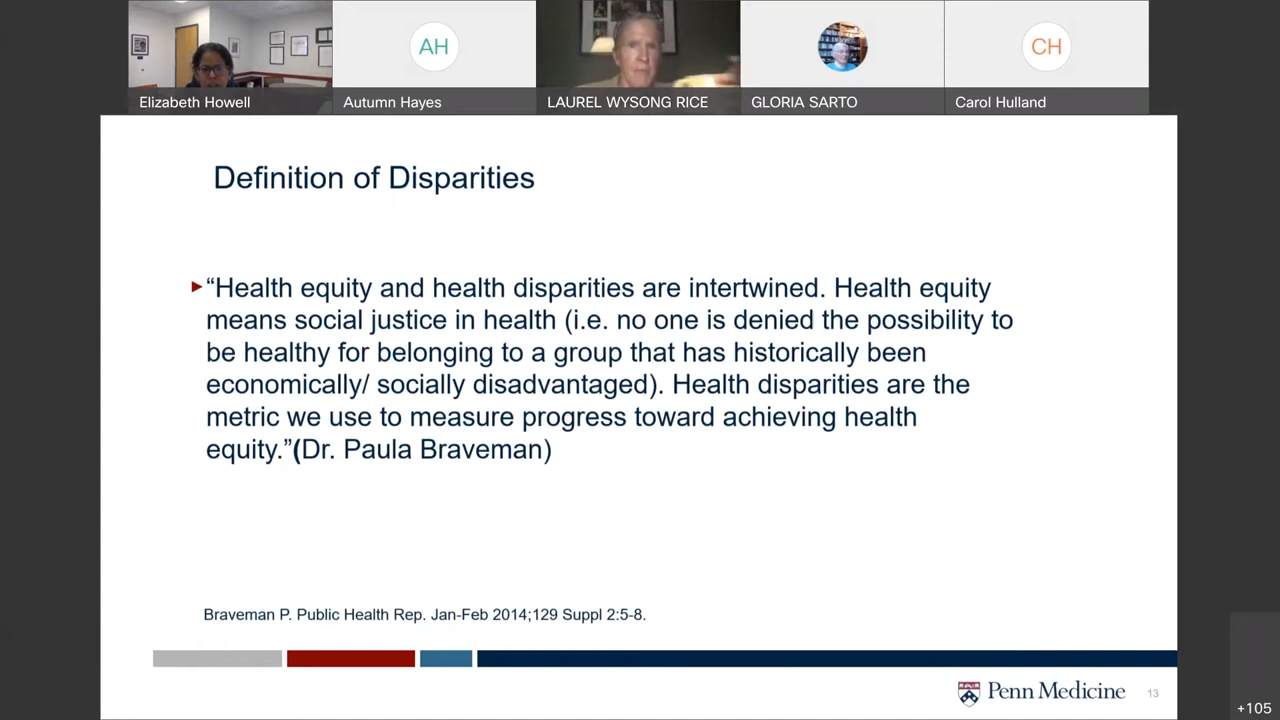 AH
CH
Elizabeth Howell
Autumn Hayes
LAUREL WYSONG RICE
GLORIA SARTO
Carol Hulland
Definition of Disparities
“Health equity and health disparities are intertwined. Health equity
means social justice in health (i.e. no one is denied the possibility to
be healthy for belonging to a group that has historically been
economically/ socially disadvantaged). Health disparities are the
metric we use to measure progress toward achieving health
equity.”(Dr. Paula Braveman)
Braveman P. Public Health Rep. Jan-Feb 2014;129 Suppl 2:5-8.
Penn Medicine
13
+105